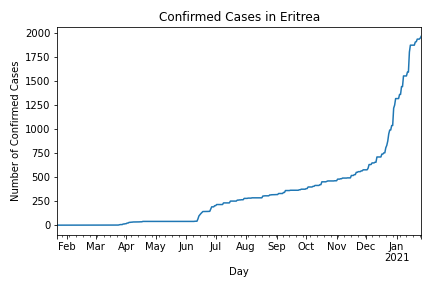 Confirmed Cases in Eritrea
2000
1750
1500
1250
1000
750
500
250
0
Number of Confirmed Cases
Feb Mar Apr May Jun Jul Aug Sep Oct Nov Dec Jan
2021
Day